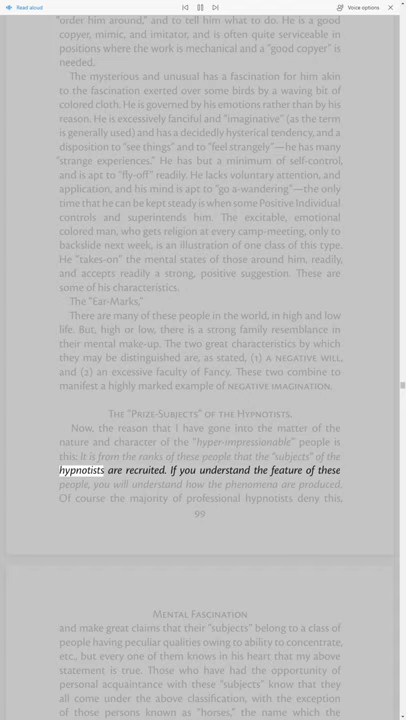 Read aloud
Voice options
"order him around," and to tell him what to do. He is a good
copyer, mimic, and imitator, and is often quite serviceable in
positions where the work is mechanical and a "good copyer" is
needed.
The mysterious and unusual has a fascination for him akin
to the fascination exerted over some birds by a waving bit of
colored cloth. He is governed by his emotions rather than by his
reason. He is excessively fanciful and "imaginative" (as the term
is generally used) and has a decidedly hysterical tendency, and a
disposition to "see things" and to "feel strangely"—he has many
"strange experiences." He has but a minimum of self-control,
and is apt to "fly-off" readily. He lacks voluntary attention, and
application, and his mind is apt to "go a-wandering"—the only
time that he can be kept steady is when some Positive Individual
controls and superintends him. The excitable, emotional
colored man, who gets religion at every camp-meeting, only to
backslide next week, is an illustration of one class of this type.
He "takes-on" the mental states of those around him, readily,
and accepts readily a strong, positive suggestion. These are
some of his characteristics.
The "Ear-Marks."
There are many of these people in the world, in high and low
life. But, high or low, there is a strong family resemblance in
their mental make-up. The two great characteristics by which
they may be distinguished are, as stated, (1) A NEGATIVE WILL,
and (2) an excessive faculty of Fancy. These two combine to
manifest a highly marked example of NEGATIVE IMAGINATION.
The "Prize-Subjects" of the Hypnotists.
Now, the reason that I have gone into the matter of the
nature and character of the "hyper-impressionable" people is
this: It is from the ranks of these people that the "subjects" of the
hypnotists are recruited. If you understand the feature of these
people, you will understand how the phenomena are produced.
Of course the majority of professional hypnotists deny this,
99
Mental Fascination
and make great claims that their "subjects" belong to a class of
people having peculiar qualities owing to ability to concentrate,
etc., but every one of them knows in his heart that my above
statement is true. Those who have had the opportunity of
personal acquaintance with these "subjects" know that they
all come under the above classification, with the exception
of those persons known as "horses," the name which the